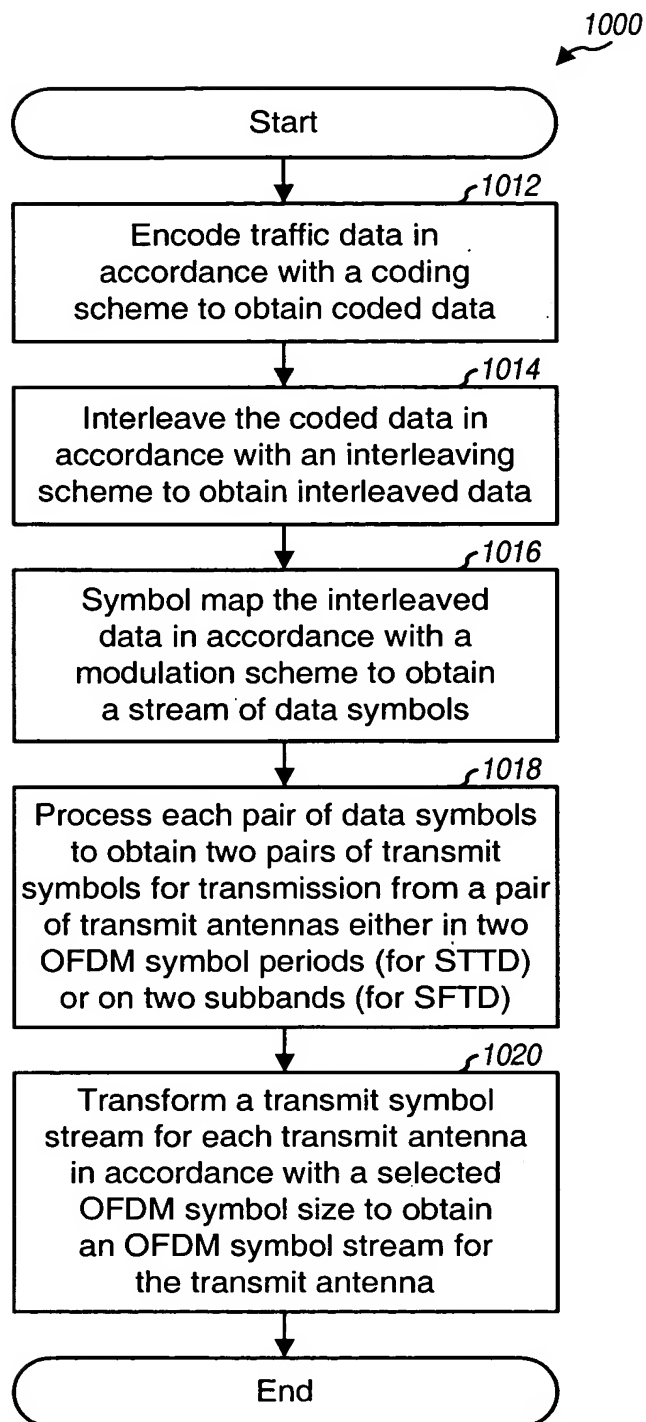 1000
Start
1012
Encode traffic data in
accordance with a coding
scheme to obtain coded data
1014
Interleave the coded data in
accordance with an interleaving
scheme to obtain interleaved data
1016
Symbol map the interleaved
data in accordance with a
modulation scheme to obtain
a stream of data symbols
1018
Process each pair of data symbols
to obtain two pairs of transmit
symbols for transmission from a pair
of transmit antennas either in two
OFDM symbol periods (for STTD)
or on two subbands (for SFTD)
1020
Transform a transmit symbol
stream for each transmit antenna
in accordance with a selected
OFDM symbol size to obtain
an OFDM symbol stream for
the transmit antenna
End